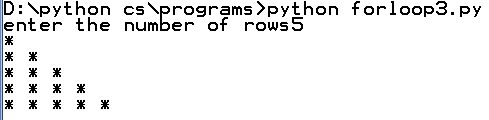 D:\python cs\programs>python forloop3.py
enter the number of rows5
*
* *
* * *
* * * *
* * * * *